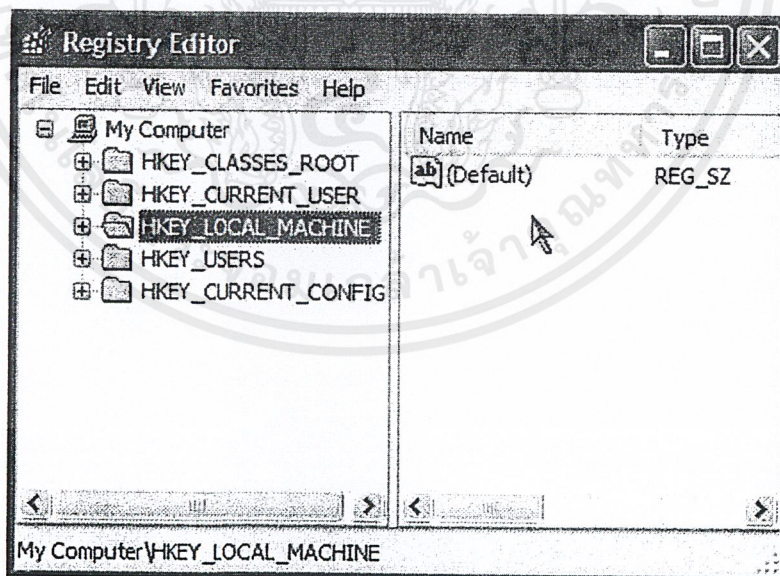 Registry Editor
File Edit View Favorites Help
My Computer
HKEY_CLASSES_ROOT
HKEY_CURRENT_USER
HKEY_LOCAL_MACHINE
HKEY_USERS
HKEY_CURRENT_CONFIG
Name Type
ab (Default) REG_SZ
My Computer\HKEY_LOCAL_MACHINE